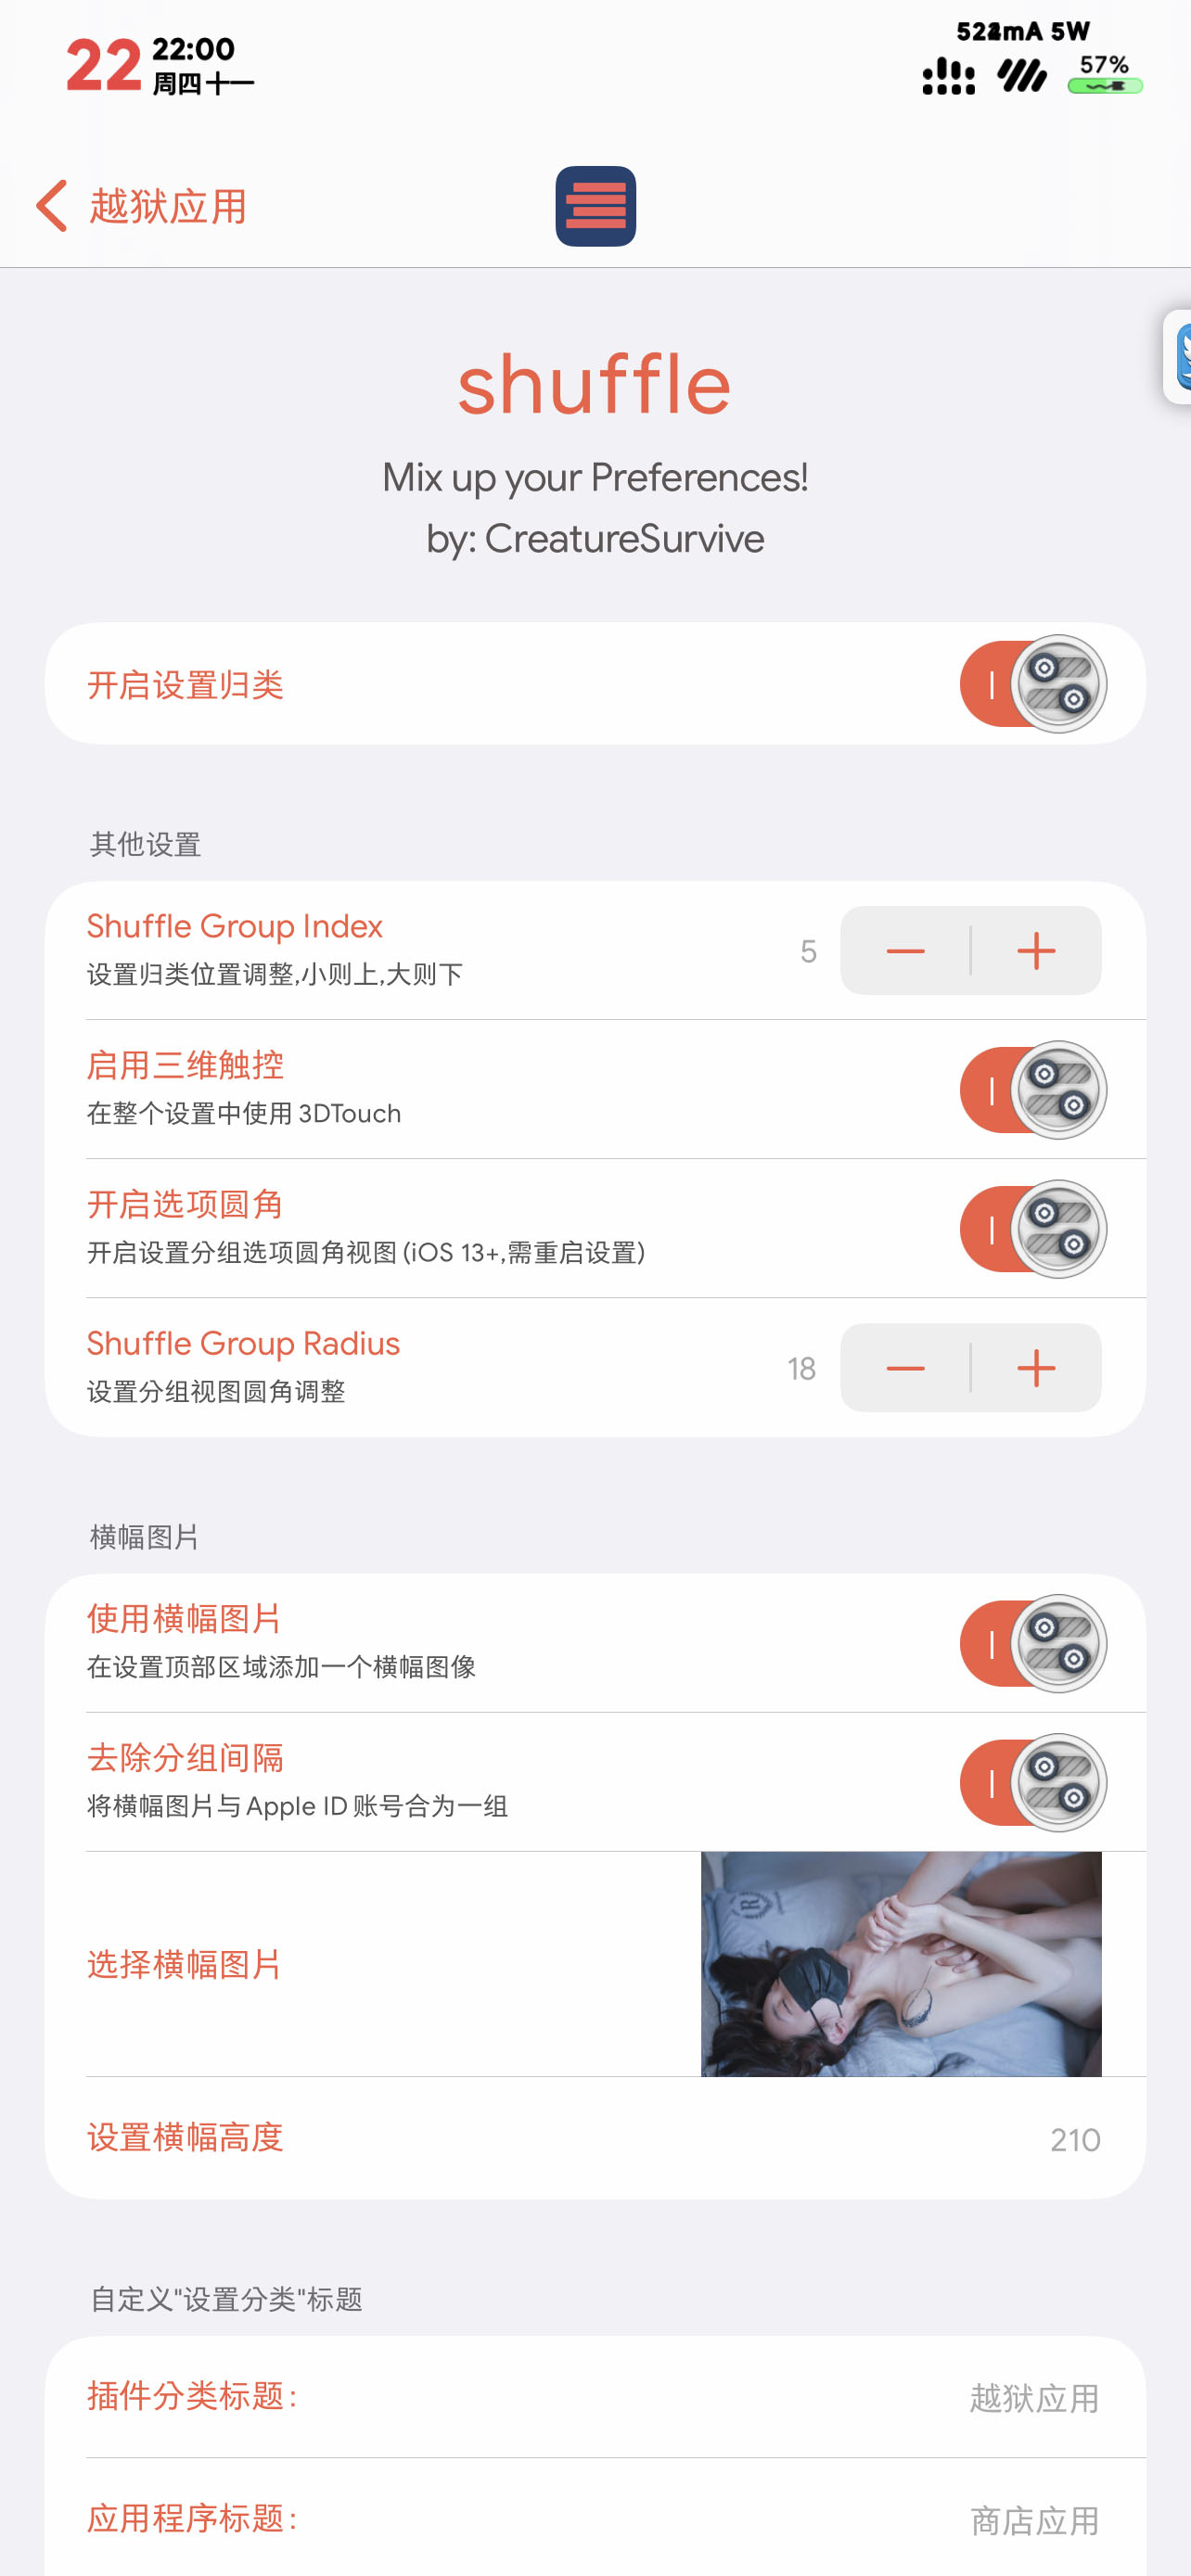 22
22:00
周四 十一
mA 5W
57%
越狱应用
shuffle
Mix up your Preferences!
by: CreatureSurvive
开启设置归类
其他设置
Shuffle Group Index
设置归类位置调整,小则上,大则下
5
启用三维触控
在整个设置中使用 3DTouch
开启选项圆角
开启设置分组选项圆角视图 (iOS 13+,需重启设置)
Shuffle Group Radius
设置分组视图圆角调整
18
横幅图片
使用横幅图片
在设置顶部区域添加一个横幅图像
去除分组间隔
将横幅图片与 Apple ID 账号合为一组
选择横幅图片
R
设置横幅高度
210
自定义"设置分类"标题
插件分类标题:
越狱应用
应用程序标题:
商店应用